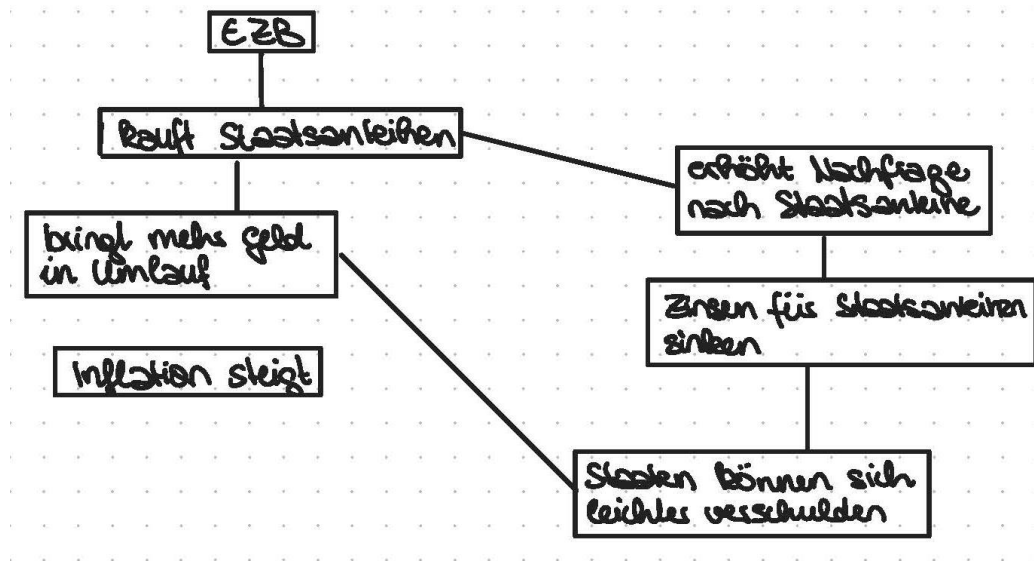 EZB
kauft Staatsanleihen
bringt mehr Geld
in Umlauf
Inflation steigt
erhöht Nachfrage
nach Staatsanleine
Zinsen für Staatsanleihen
sinken
Staaten können sich
leichter verschulden